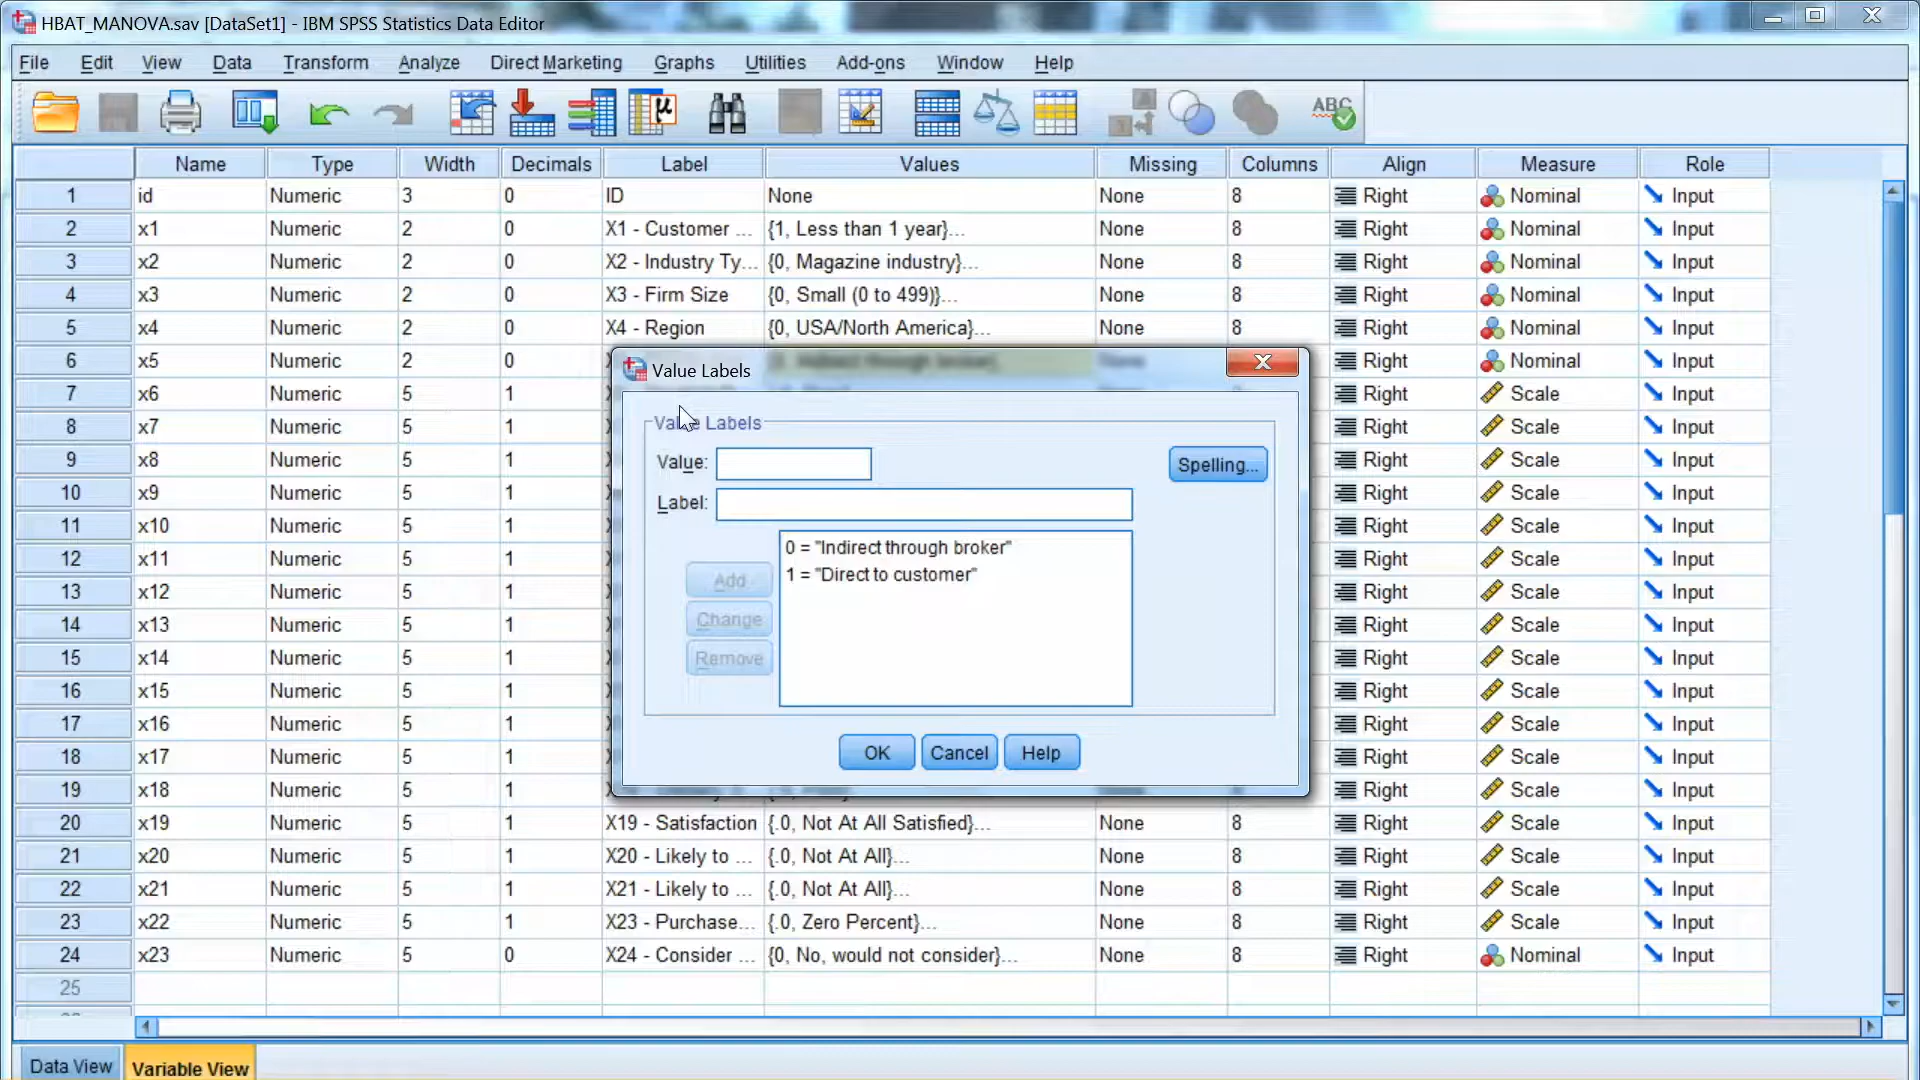 HBAT_MANOVA.sav [DataSet1] - IBM SPSS Statistics Data Editor
File Edit View Data Transform Analyze Direct Marketing Graphs Utilities Add-ons Window Help
ABC
Name Type Width Decimals Label Values Missing Columns Align Measure Role
1 id Numeric 3 0 ID None None 8 Right Nominal Input
2 x1 Numeric 2 0 X1 - Customer ... {1, Less than 1 year}... None 8 Right Nominal Input
3 x2 Numeric 2 0 X2 - Industry Ty... {0, Magazine industry}... None 8 Right Nominal Input
4 x3 Numeric 2 0 X3 - Firm Size {0, Small (0 to 499)}... None 8 Right Nominal Input
5 x4 Numeric 2 0 X4 - Region {0, USA/North America}... None 8 Right Nominal Input
6 x5 Numeric 2 0 Right Nominal Input
7 x6 Numeric 5 1 Right Scale Input
8 x7 Numeric 5 1 Right Scale Input
9 x8 Numeric 5 1 Right Scale Input
10 x9 Numeric 5 1 Right Scale Input
11 x10 Numeric 5 1 Right Scale Input
12 x11 Numeric 5 1 Right Scale Input
13 x12 Numeric 5 1 Right Scale Input
14 x13 Numeric 5 1 Right Scale Input
15 x14 Numeric 5 1 Right Scale Input
16 x15 Numeric 5 1 Right Scale Input
17 x16 Numeric 5 1 Right Scale Input
18 x17 Numeric 5 1 Right Scale Input
19 x18 Numeric 5 1 Right Scale Input
20 x19 Numeric 5 1 X19 - Satisfaction {.0, Not At All Satisfied}... None 8 Right Scale Input
21 x20 Numeric 5 1 X20 - Likely to ... {.0, Not At All}... None 8 Right Scale Input
22 x21 Numeric 5 1 X21 - Likely to ... {.0, Not At All}... None 8 Right Scale Input
23 x22 Numeric 5 1 X23 - Purchase... {.0, Zero Percent}... None 8 Right Scale Input
24 x23 Numeric 5 0 X24 - Consider ... {0, No, would not consider}... None 8 Right Nominal Input
25
Value Labels
Value Labels
Value:
Spelling...
Label:
0 = "Indirect through broker"
1 = "Direct to customer"
Add
Change
Remove
OK Cancel Help
Data View Variable View